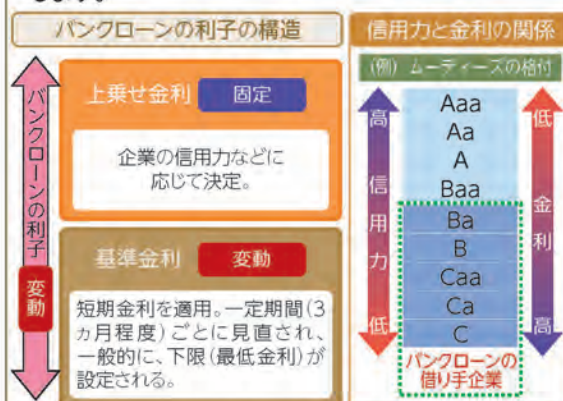 バンクローンの利子の構造
バンクローンの利子
変動
上乗せ金利 固定
企業の信用力などに
応じて決定。
基準金利 変動
短期金利を適用。一定期間(3
ヵ月程度)ごとに見直され、
一般的に、下限(最低金利)が
設定される。
信用力と金利の関係
(例) ムーディーズの格付
高 信用力 低
Aaa
Aa
A
Baa
Ba
B
Caa
Ca
C
バンクローンの
借り手企業
低 金利 高